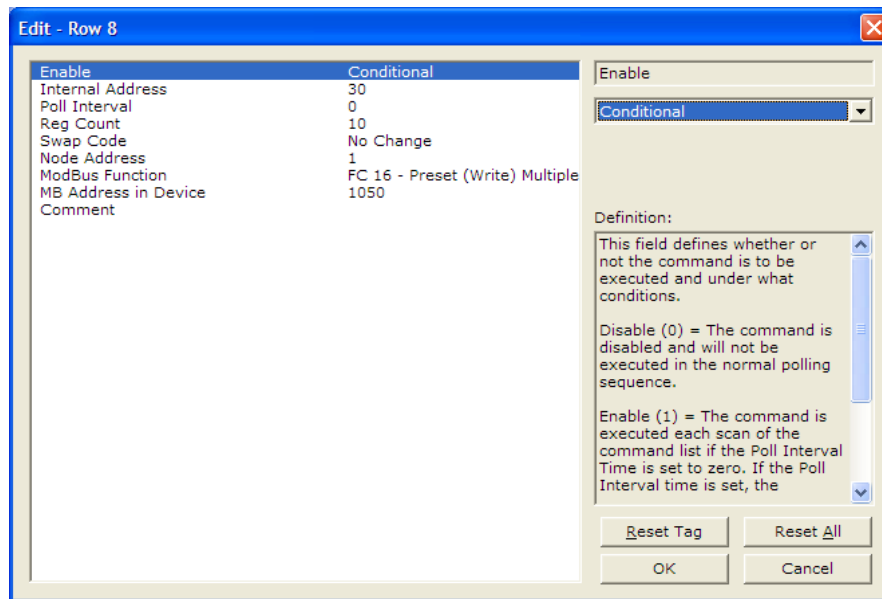 Edit - Row 8
Enable Conditional
Internal Address 30
Poll Interval 0
Reg Count 10
Swap Code No Change
Node Address 1
ModBus Function FC 16 - Preset (Write) Multiple
MB Address in Device 1050
Comment
Enable
Conditional
Definition:
This field defines whether or
not the command is to be
executed and under what
conditions.
Disable (0) = The command is
disabled and will not be
executed in the normal polling
sequence.
Enable (1) = The command is
executed each scan of the
command list if the Poll Interval
Time is set to zero. If the Poll
Interval time is set, the
Reset Tag Reset All
OK Cancel